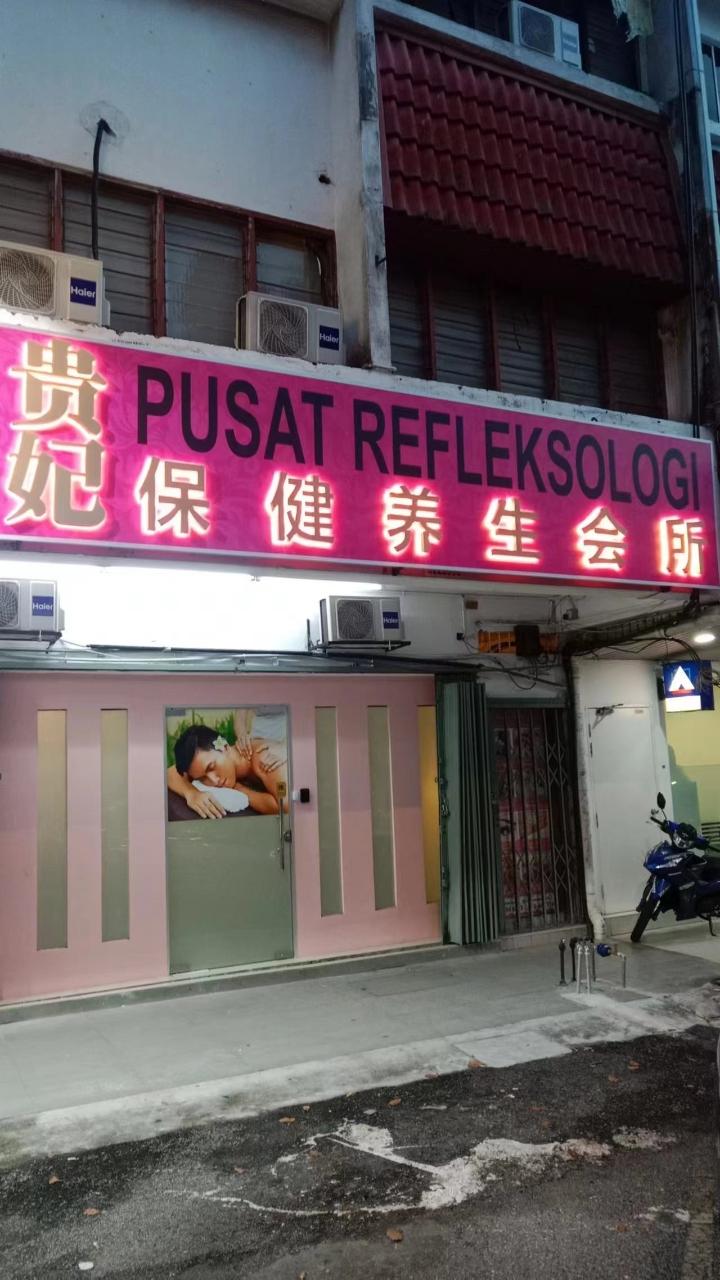 贵妃
PUSAT REFLEKSOLOGI
保健养生会所
Haier
Haier
Haier
Haier